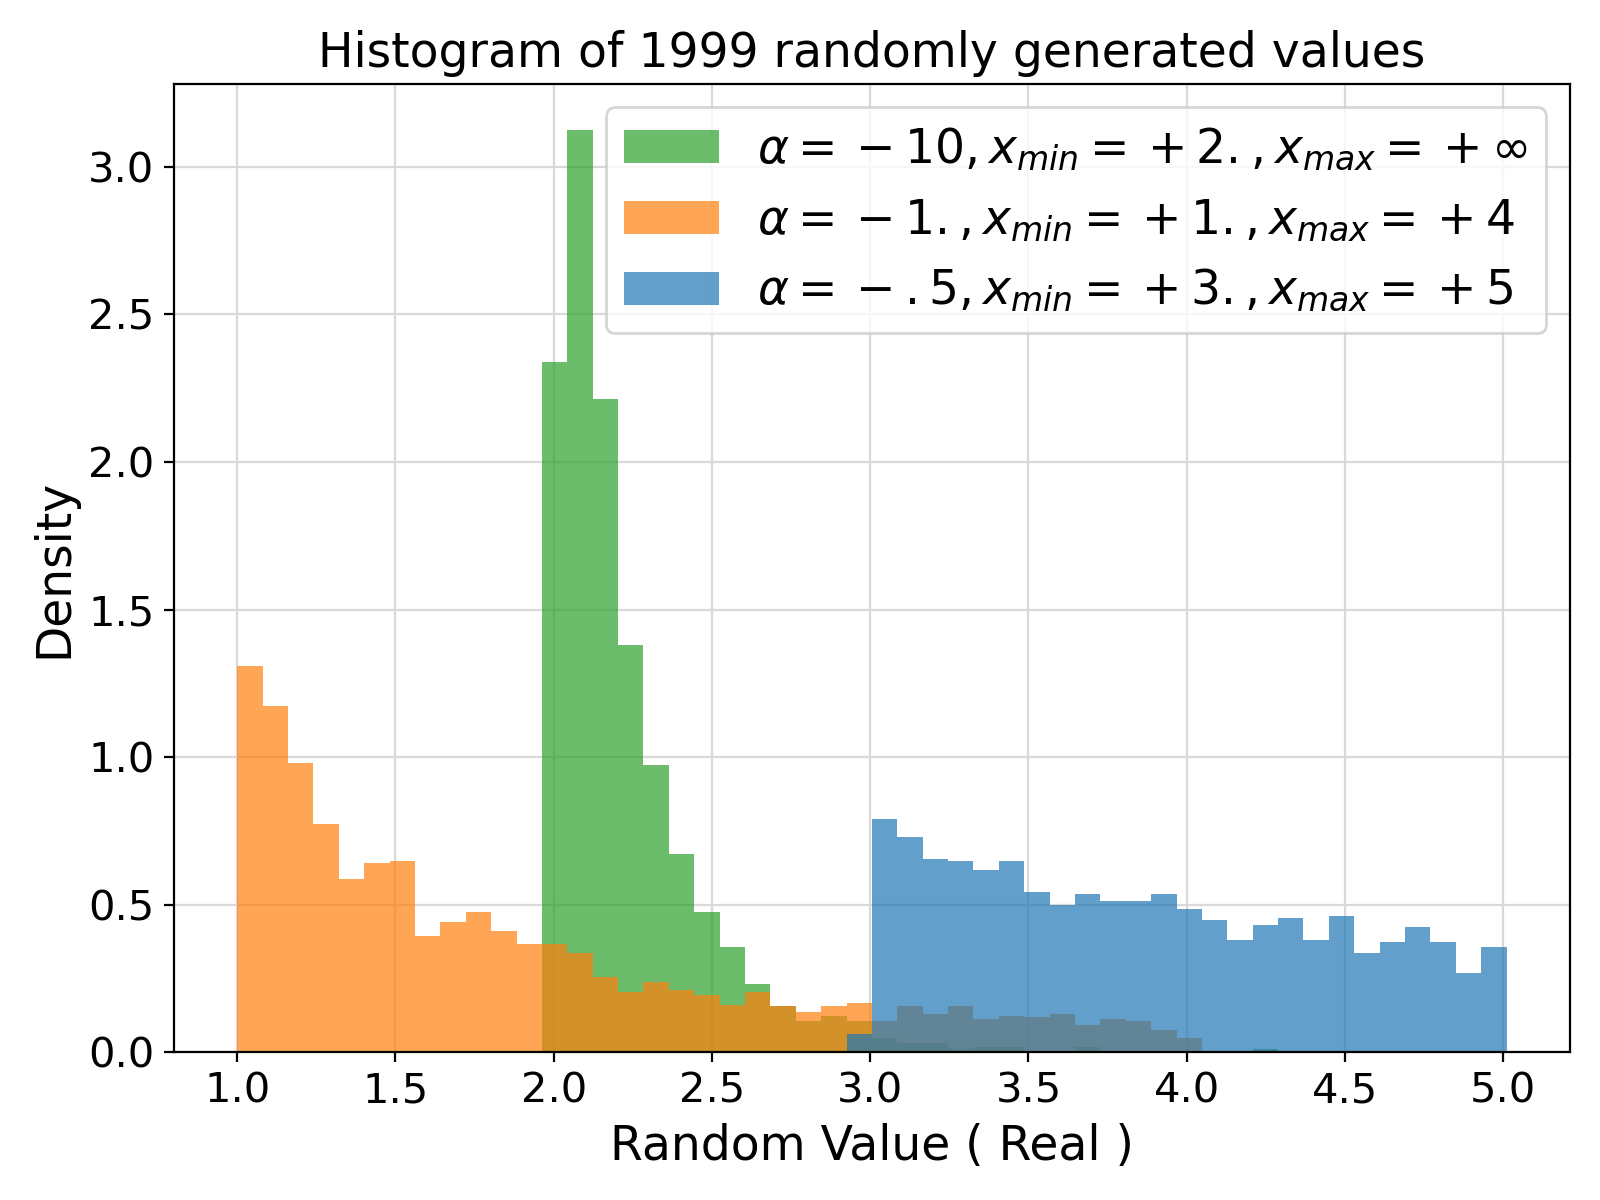 Histogram of 1999 randomly generated values
α = − 10, x_min = + 2. , x_max = + ∞
α = − 1. , x_min = + 1. , x_max = + 4
α = − . 5, x_min = + 3. , x_max = + 5
Density
3.0
2.5
2.0
1.5
1.0
0.5
0.0
1.0 1.5 2.0 2.5 3.0 3.5 4.0 4.5 5.0
Random Value ( Real )